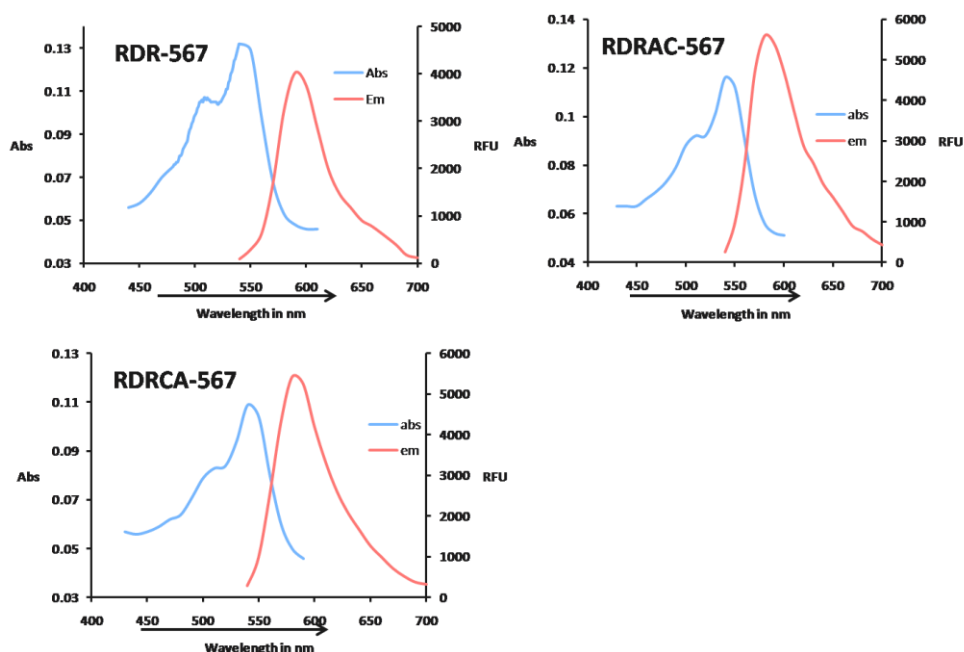 RDR-567
0.13
0.11
0.09
0.07
0.05
0.03
Abs
5000
4000
3000
2000
1000
0
RFU
Abs
Em
400 450 500 550 600 650 700
Wavelength in nm
RDRAC-567
0.14
0.12
0.1
0.08
0.06
0.04
Abs
6000
5000
4000
3000
2000
1000
0
RFU
abs
em
400 450 500 550 600 650 700
Wavelength in nm
RDRCA-567
0.13
0.11
0.09
0.07
0.05
0.03
Abs
6000
5000
4000
3000
2000
1000
0
RFU
abs
em
400 450 500 550 600 650 700
Wavelength in nm